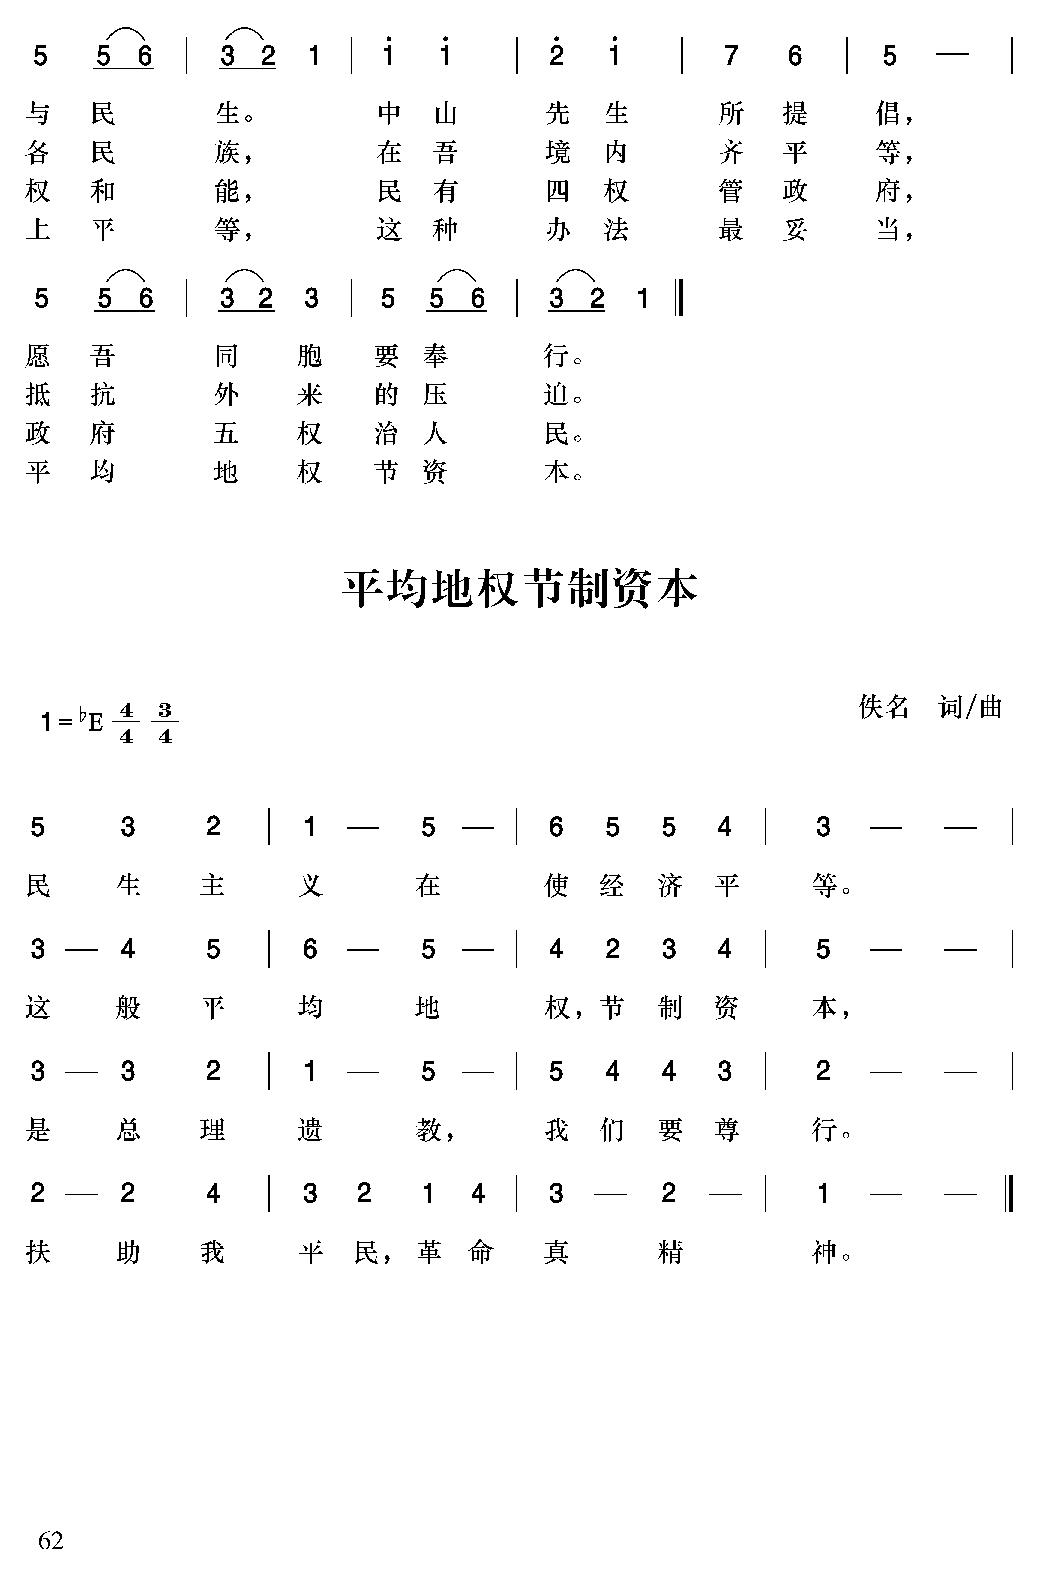 5 5 6 | 3 2 1 | i i | 2̇ i | 7 6 | 5 — |
与 民 生。 中 山 先 生 所 提 倡，
各 民 族， 在 吾 境 内 齐 平 等，
权 和 能， 民 有 四 权 管 政 府，
上 平 等， 这 种 办 法 最 妥 当，
5 5 6 | 3 2 3 | 5 5 6 | 3 2 1 ‖
愿 吾 同 胞 要 奉 行。
抵 抗 外 来 的 压 迫。
政 府 五 权 治 人 民。
平 均 地 权 节 资 本。
平均地权节制资本
1=♭E 4/4 3/4
佚名 词/曲
5 3 2 | 1 — 5 — | 6 5 5 4 | 3 — — |
民 生 主 义 在 使 经 济 平 等。
3 — 4 5 | 6 — 5 — | 4 2 3 4 | 5 — — |
这 般 平 均 地 权，节 制 资 本，
3 — 3 2 | 1 — 5 — | 5 4 4 3 | 2 — — |
是 总 理 遗 教， 我 们 要 尊 行。
2 — 2 4 | 3 2 1 4 | 3 — 2 — | 1 — — ‖
扶 助 我 平 民，革 命 真 精 神。
62